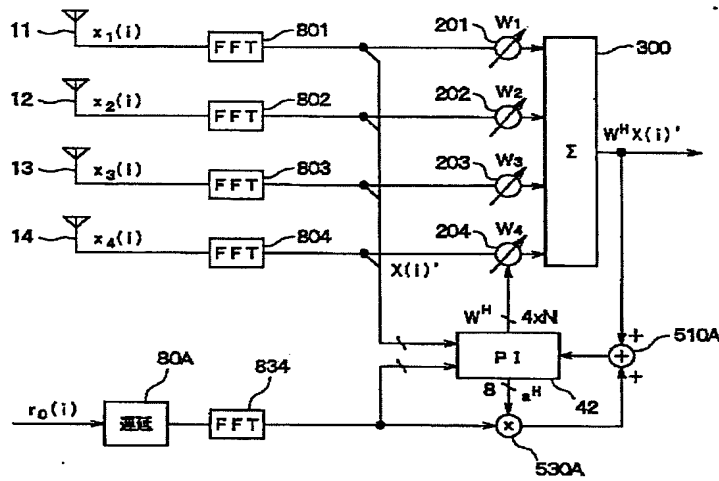 11
x₁(i)
FFT
801
201
W₁
300
12
x₂(i)
FFT
802
202
W₂
WᴴX(i)'
13
x₃(i)
FFT
803
203
W₃
Σ
14
x₄(i)
FFT
804
204
W₄
X(i)'
Wᴴ
4xN
+
510A
80A
834
PI
+
+
r₀(i)
遅延
FFT
8
aᴴ
42
×
530A